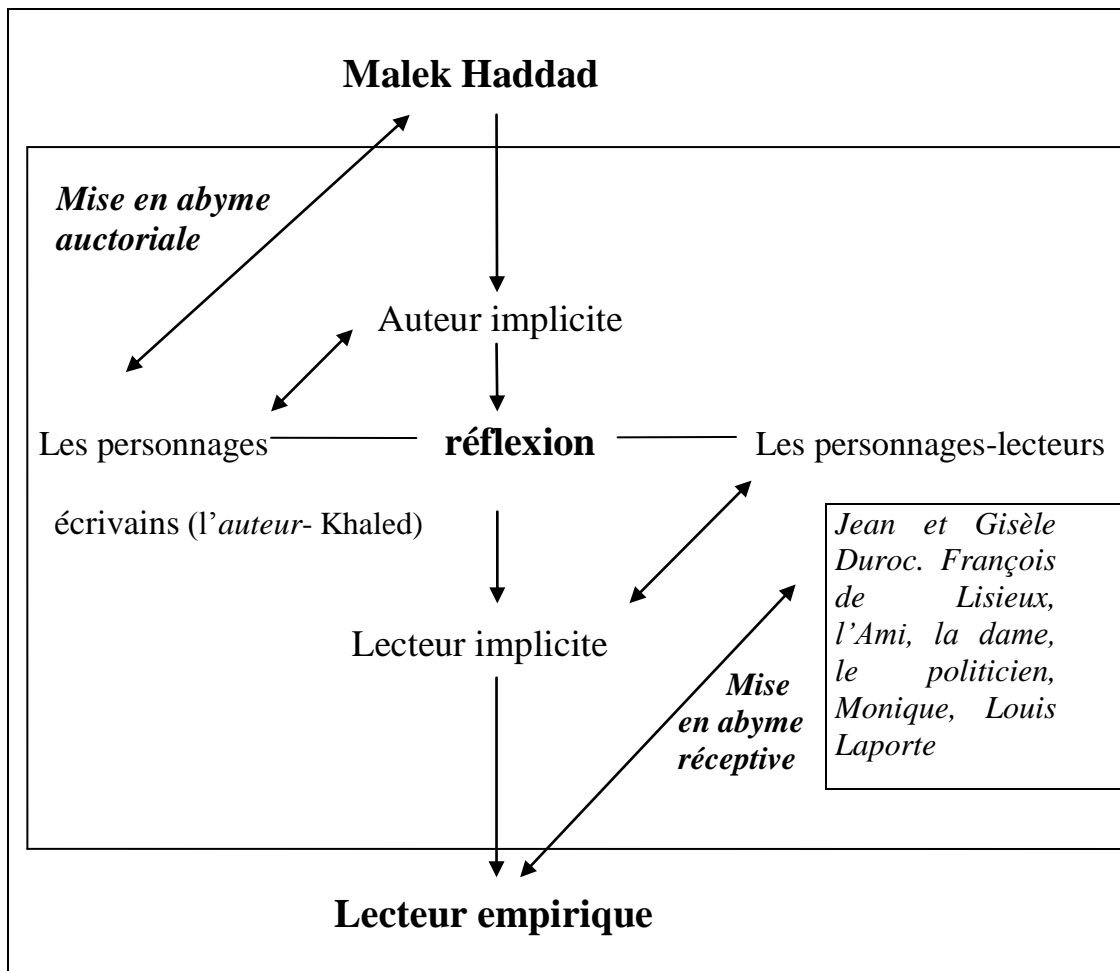 Malek Haddad
Mise en abyme
auctoriale
Auteur implicite
Les personnages
réflexion
Les personnages-lecteurs
écrivains (l’auteur- Khaled)
Jean et Gisèle
Duroc. François
de Lisieux,
l’Ami, la dame,
le politicien,
Monique, Louis
Laporte
Lecteur implicite
Mise
en abyme
réceptive
Lecteur empirique